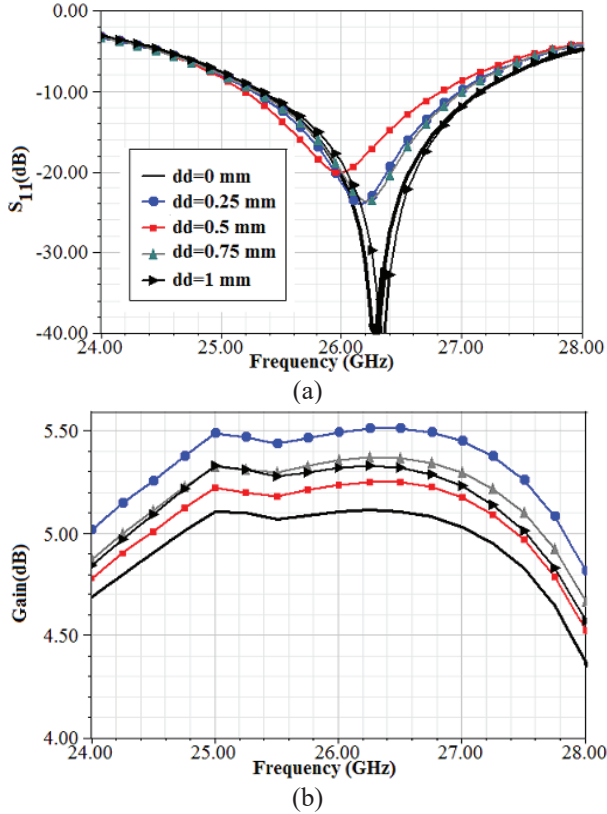 0.00
-10.00
-20.00
-30.00
-40.00
S11(dB)
dd=0 mm
dd=0.25 mm
dd=0.5 mm
dd=0.75 mm
dd=1 mm
24.00 25.00 26.00 27.00 28.00
Frequency (GHz)
(a)
5.50
5.00
4.50
4.00
Gain(dB)
24.00 25.00 26.00 27.00 28.00
Frequency (GHz)
(b)